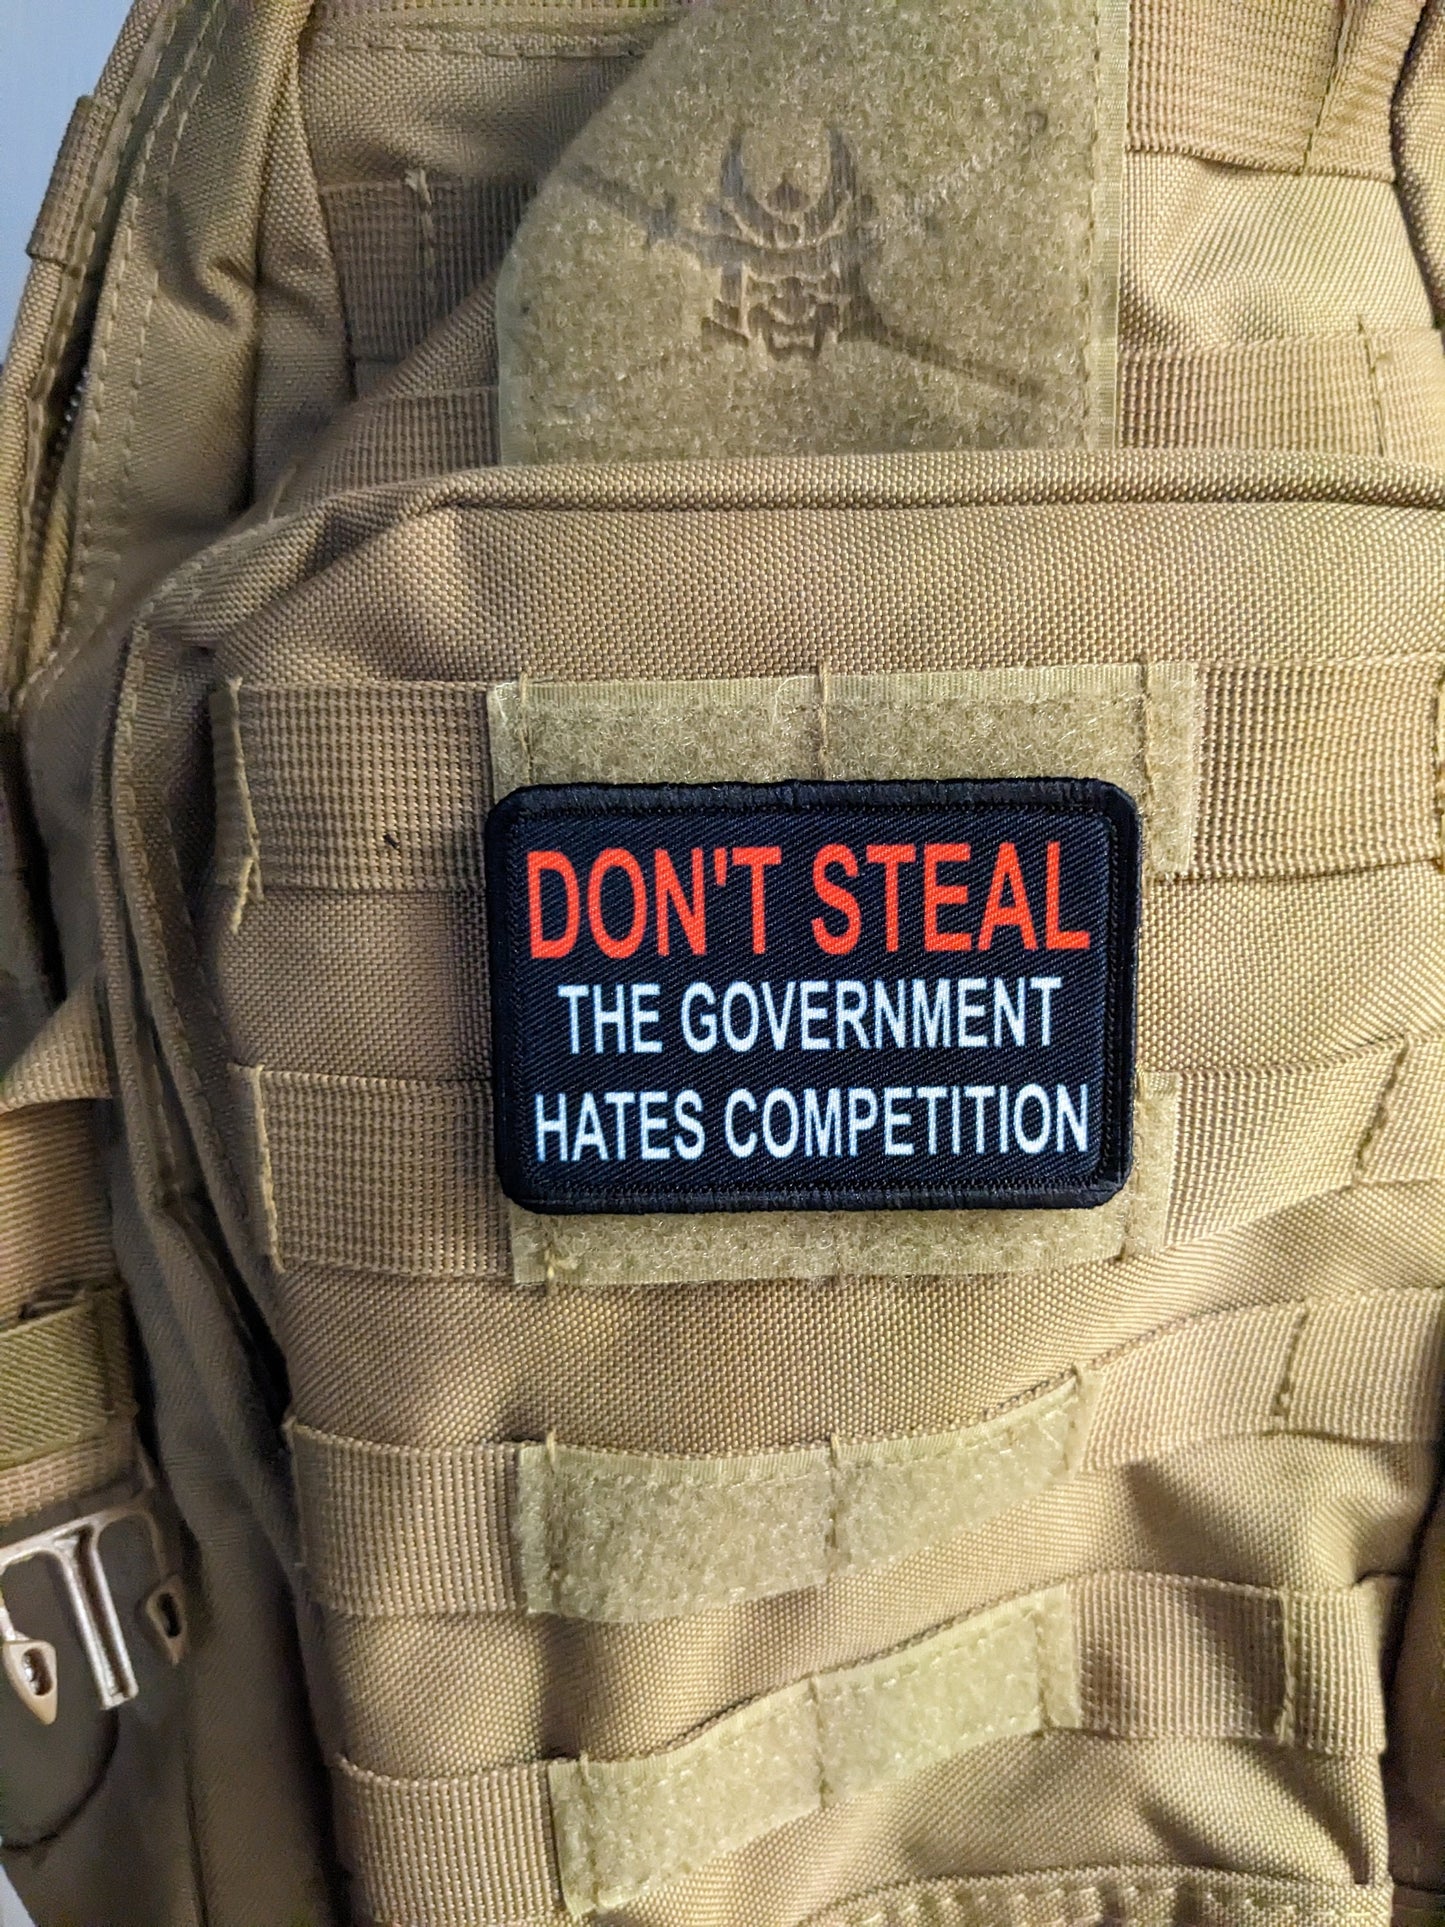 DON'T STEAL
THE GOVERNMENT
HATES COMPETITION